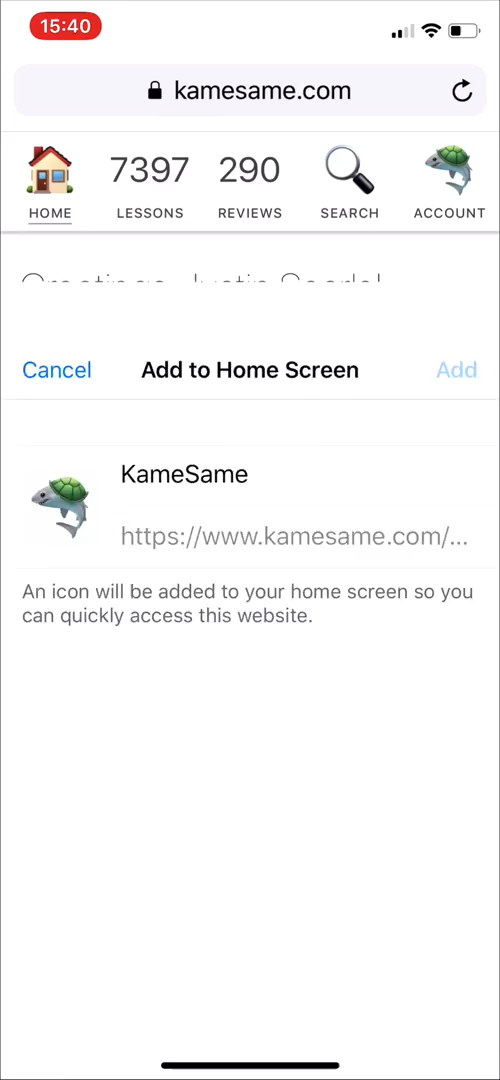 15:40
kamesame.com
7397 290
HOME LESSONS REVIEWS SEARCH ACCOUNT
Cancel Add to Home Screen Add
KameSame
https://www.kamesame.com/...
An icon will be added to your home screen so you
can quickly access this website.